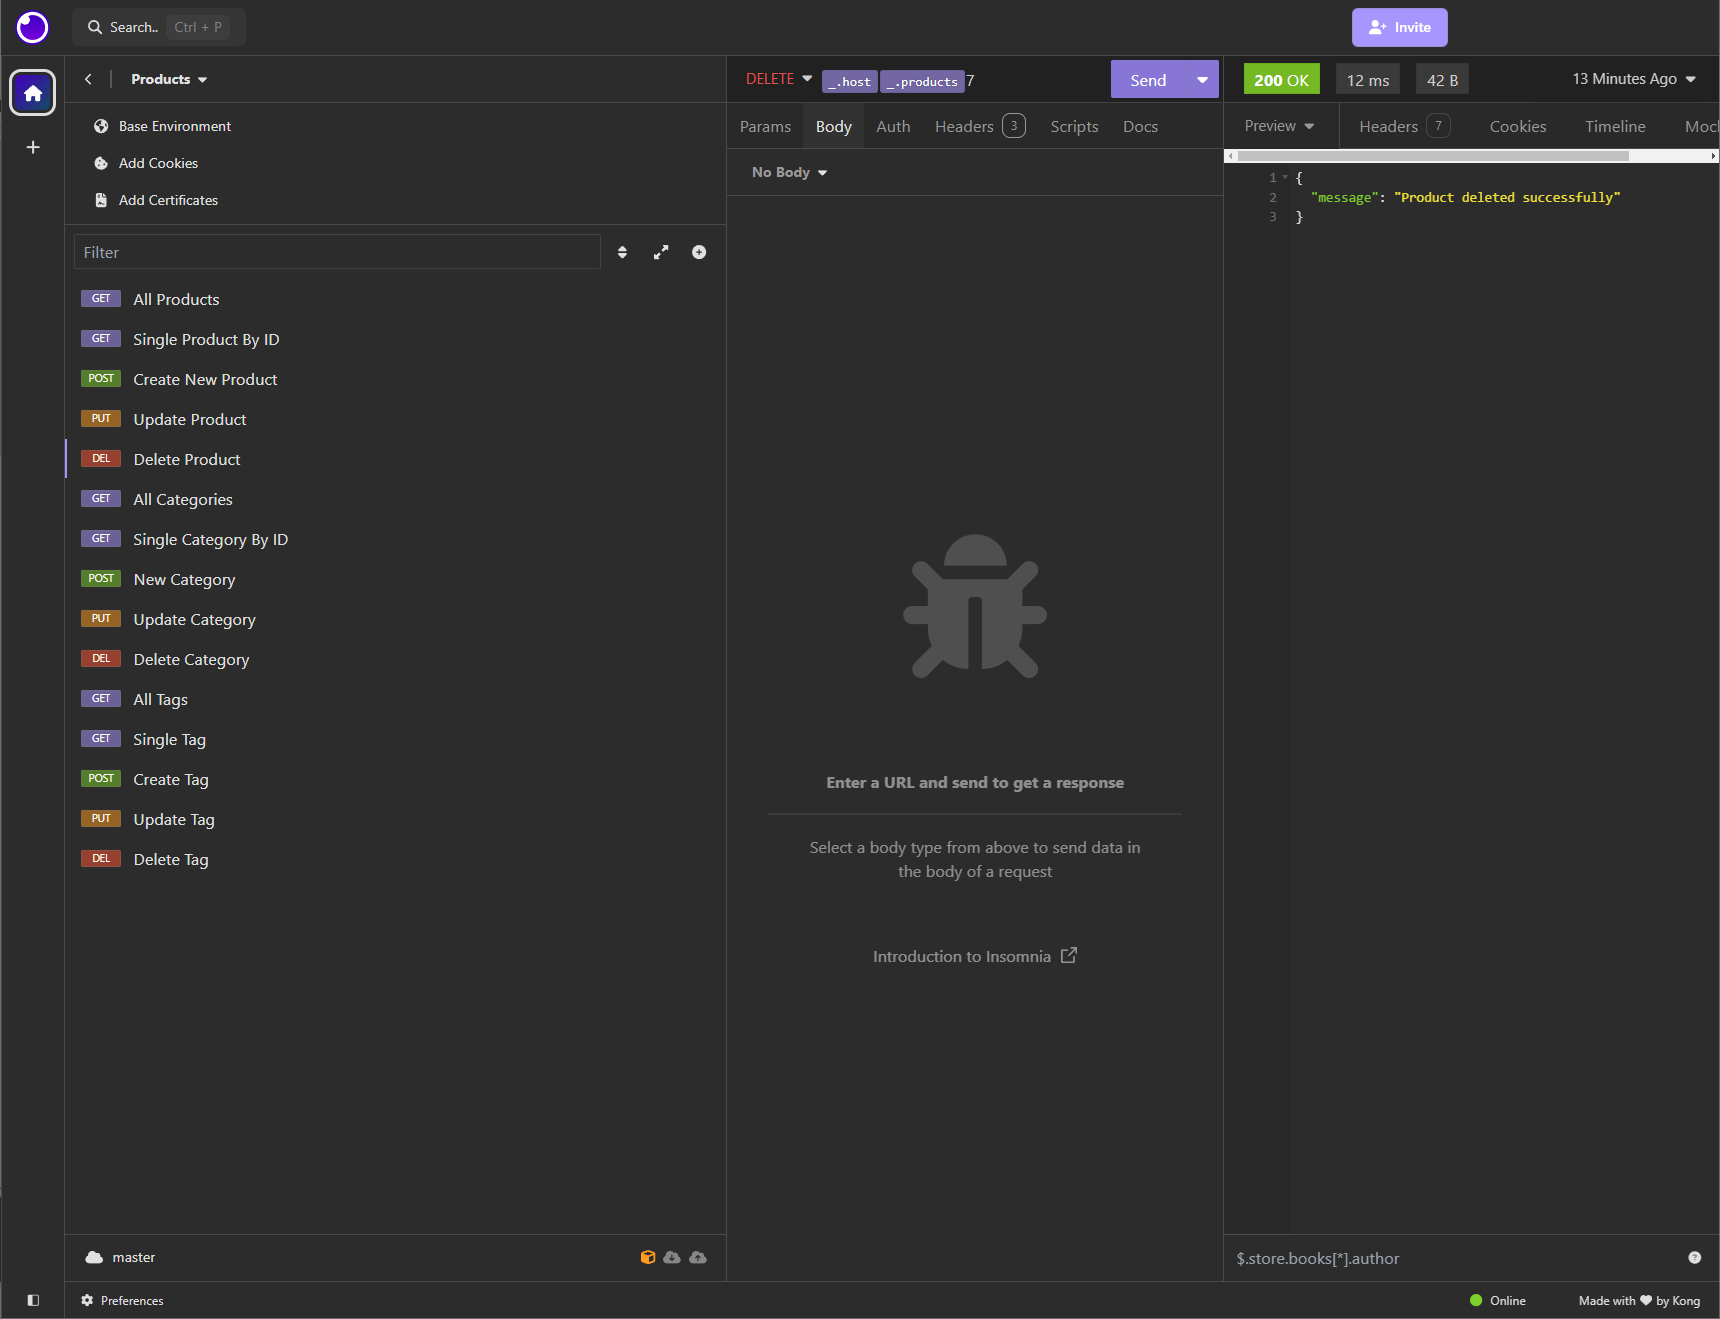 Search.. Ctrl + P
Invite
Products
Base Environment
Add Cookies
Add Certificates
Filter
GET All Products
GET Single Product By ID
POST Create New Product
PUT Update Product
DEL Delete Product
GET All Categories
GET Single Category By ID
POST New Category
PUT Update Category
DEL Delete Category
GET All Tags
GET Single Tag
POST Create Tag
PUT Update Tag
DEL Delete Tag
master
Preferences
DELETE _.host _.products 7 Send
Params Body Auth Headers 3 Scripts Docs
No Body
Enter a URL and send to get a response
Select a body type from above to send data in
the body of a request
Introduction to Insomnia
200 OK 12 ms 42 B 13 Minutes Ago
Preview Headers 7 Cookies Timeline Moc
1 {
2 "message": "Product deleted successfully"
3 }
$.store.books[*].author
Online Made with ♥ by Kong